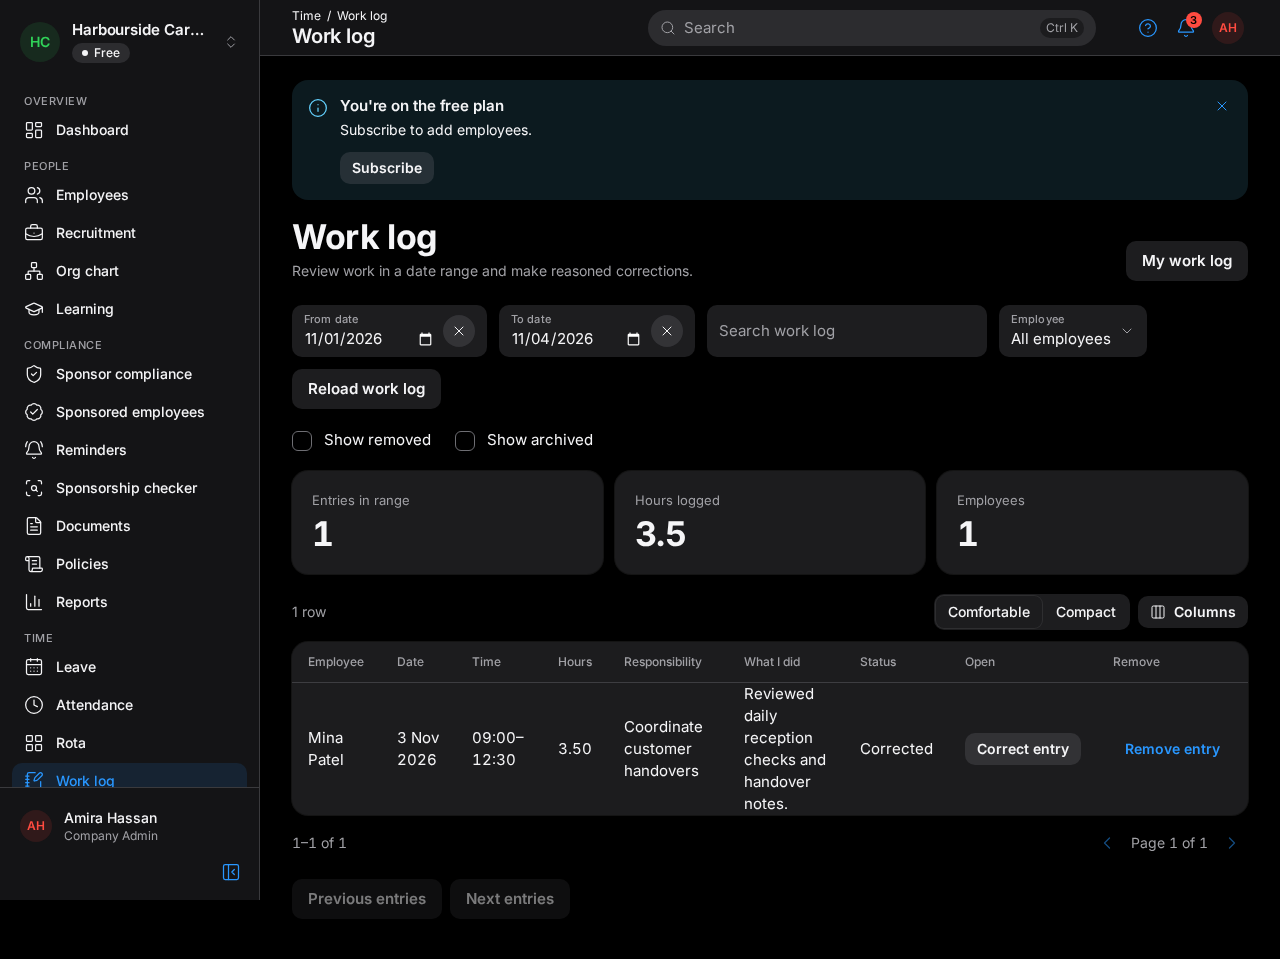 HC
Harbourside Car...
Free
OVERVIEW
Dashboard
PEOPLE
Employees
Recruitment
Org chart
Learning
COMPLIANCE
Sponsor compliance
Sponsored employees
Reminders
Sponsorship checker
Documents
Policies
Reports
TIME
Leave
Attendance
Rota
Work log
AH
Amira Hassan
Company Admin
Time / Work log
Work log
Search
Ctrl K
3
AH
You're on the free plan
Subscribe to add employees.
Subscribe
Work log
Review work in a date range and make reasoned corrections.
My work log
From date
11/01/2026
To date
11/04/2026
Search work log
Employee
All employees
Reload work log
Show removed
Show archived
Entries in range
1
Hours logged
3.5
Employees
1
1 row
Comfortable
Compact
Columns
Employee Date Time Hours Responsibility What I did Status Open Remove
Mina
Patel
3 Nov
2026
09:00–
12:30
3.50
Coordinate
customer
handovers
Reviewed
daily
reception
checks and
handover
notes.
Corrected
Correct entry
Remove entry
1–1 of 1
Page 1 of 1
Previous entries
Next entries